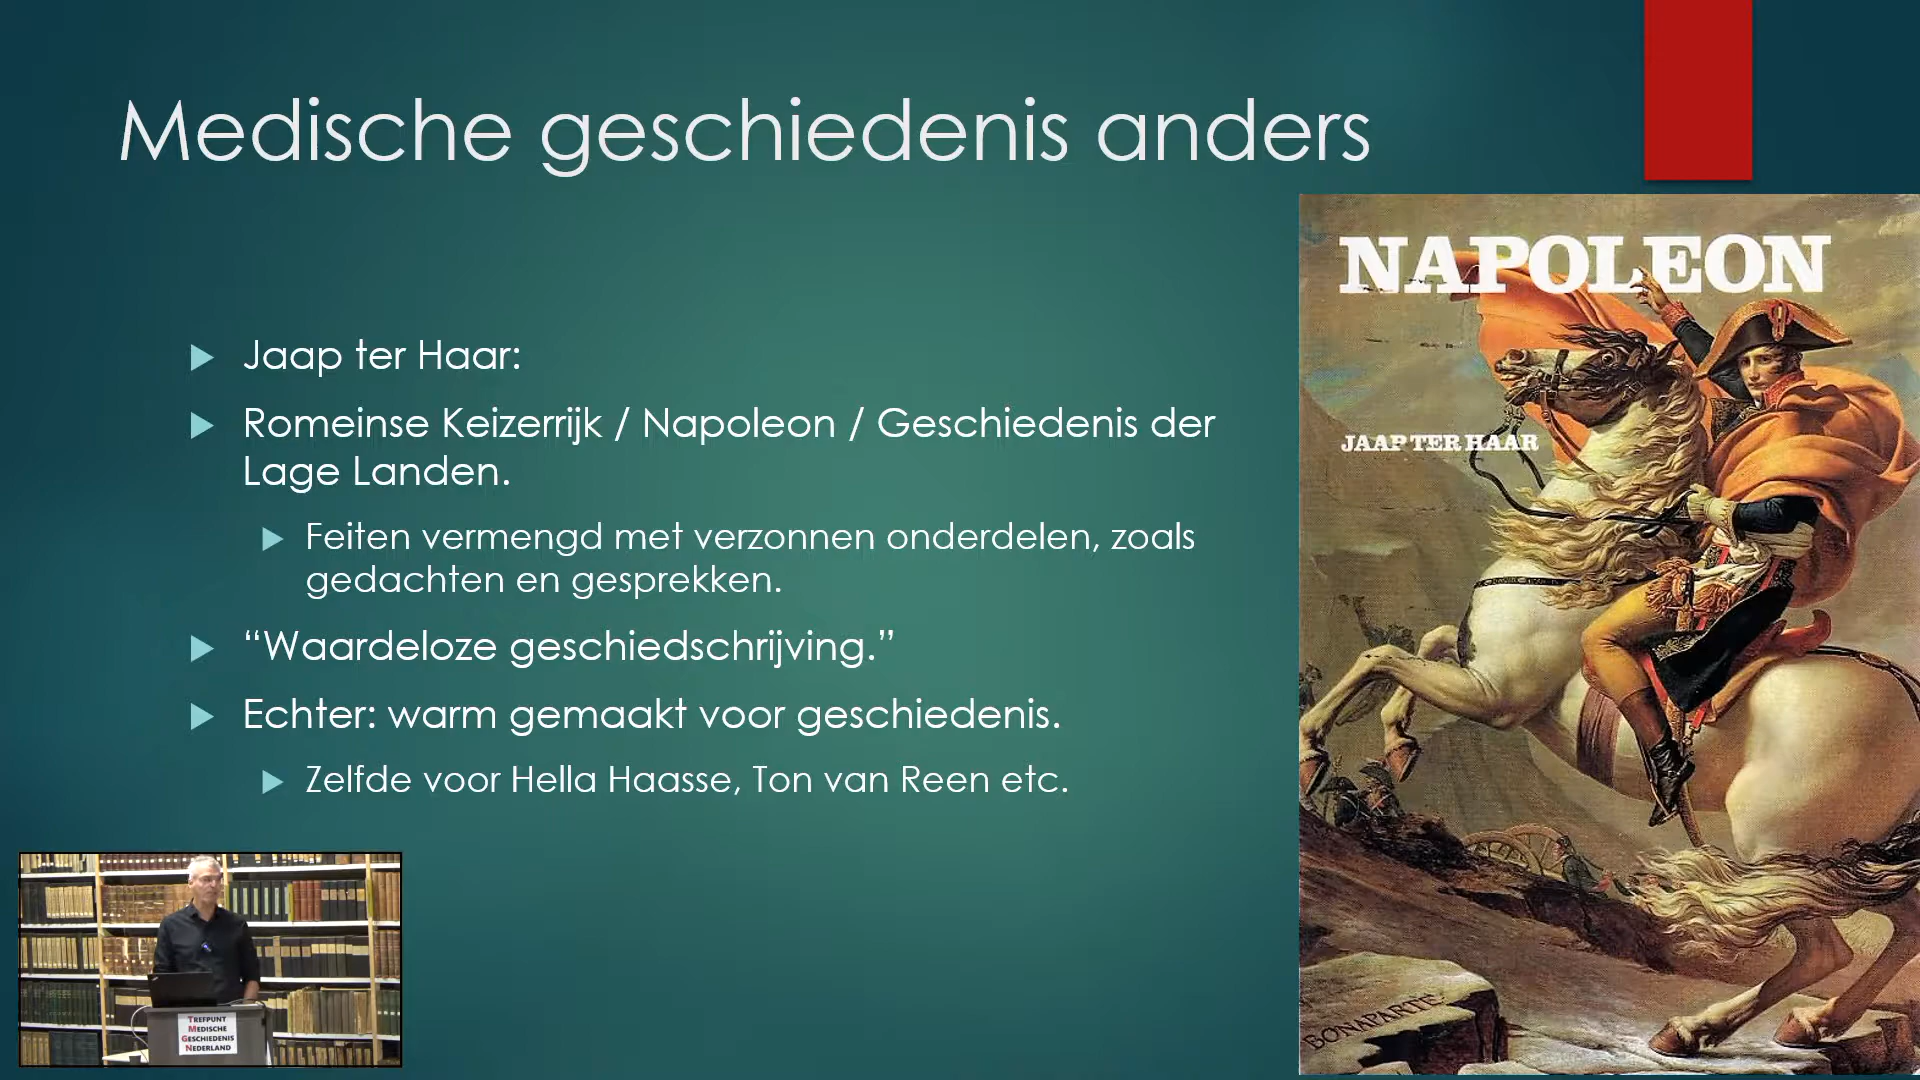 Medische geschiedenis anders
Jaap ter Haar:
Romeinse Keizerrijk / Napoleon / Geschiedenis der
Lage Landen.
Feiten vermengd met verzonnen onderdelen, zoals
gedachten en gesprekken.
“Waardeloze geschiedschrijving.”
Echter: warm gemaakt voor geschiedenis.
Zelfde voor Hella Haasse, Ton van Reen etc.
NAPOLEON
JAAP TER HAAR
BONAPARTE
TREFPUNT
MEDISCHE
GESCHIEDENIS
NEDERLAND